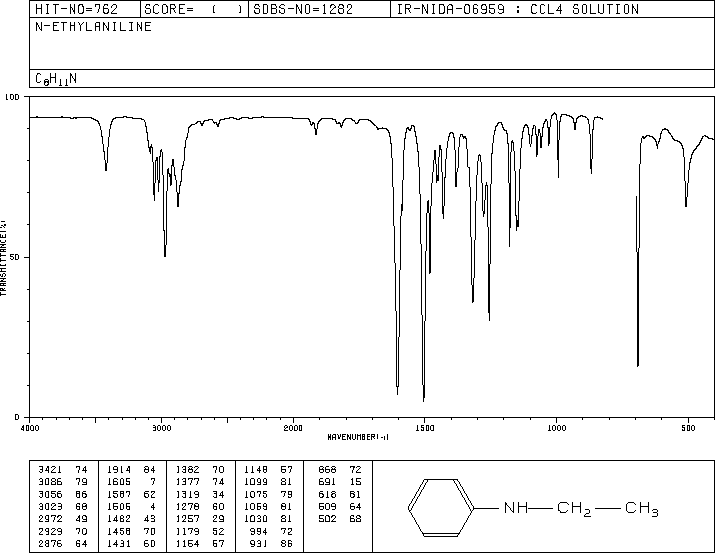 HIT-NO=762 SCORE= ( ) SDBS-NO=1282 IR-NIDA-06959 : CCL4 SOLUTION
N-ETHYLANILINE
C8H11N
100
50
0
TRANSMITTANCE(%)
4000 3000 2000 1500 1000 500
WAVENUMBER(-1)
3421 74 1914 84 1382 70 1148 57 868 72
3086 79 1605 7 1377 74 1099 81 691 15
3056 66 1587 62 1319 34 1075 79 618 81
3023 68 1506 4 1278 60 1059 81 509 64
2972 49 1482 43 1257 29 1030 81 502 68
2929 70 1458 70 1179 52 994 72
2876 64 1431 60 1154 57 931 86
NH—CH2—CH3